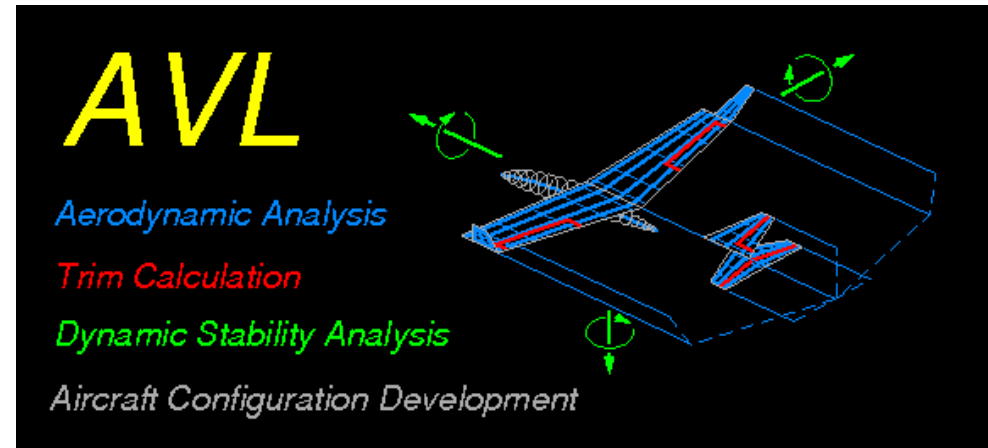 AVL
Aerodynamic Analysis
Trim Calculation
Dynamic Stability Analysis
Aircraft Configuration Development